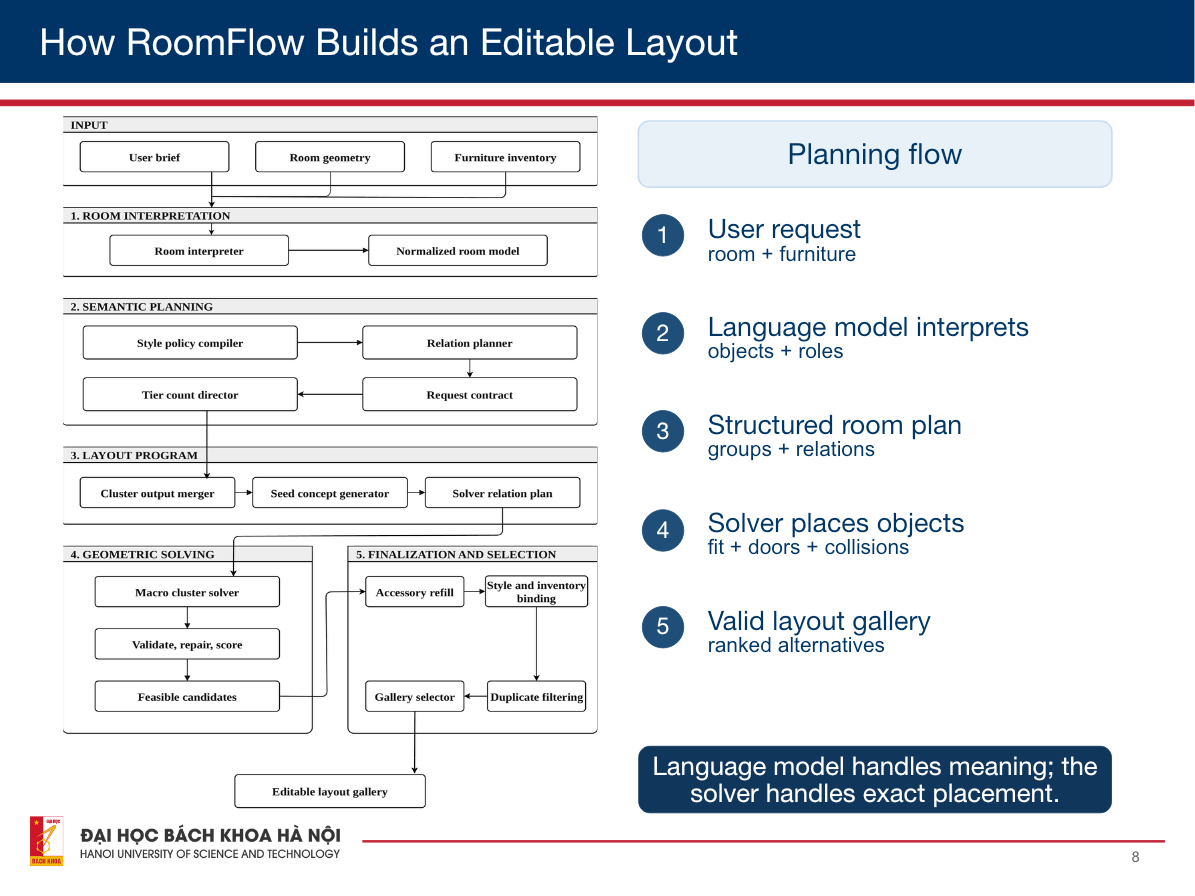 How RoomFlow Builds an Editable Layout
INPUT
User brief
Room geometry
Furniture inventory
1. ROOM INTERPRETATION
Room interpreter
Normalized room model
2. SEMANTIC PLANNING
Style policy compiler
Relation planner
Tier count director
Request contract
3. LAYOUT PROGRAM
Cluster output merger
Seed concept generator
Solver relation plan
4. GEOMETRIC SOLVING
Macro cluster solver
Validate, repair, score
Feasible candidates
5. FINALIZATION AND SELECTION
Accessory refill
Style and inventory
binding
Gallery selector
Duplicate filtering
Editable layout gallery
Planning flow
1
User request
room + furniture
2
Language model interprets
objects + roles
3
Structured room plan
groups + relations
4
Solver places objects
fit + doors + collisions
5
Valid layout gallery
ranked alternatives
Language model handles meaning; the
solver handles exact placement.
ĐẠI HỌC
BÁCH KHOA
ĐẠI HỌC BÁCH KHOA HÀ NỘI
HANOI UNIVERSITY OF SCIENCE AND TECHNOLOGY
8